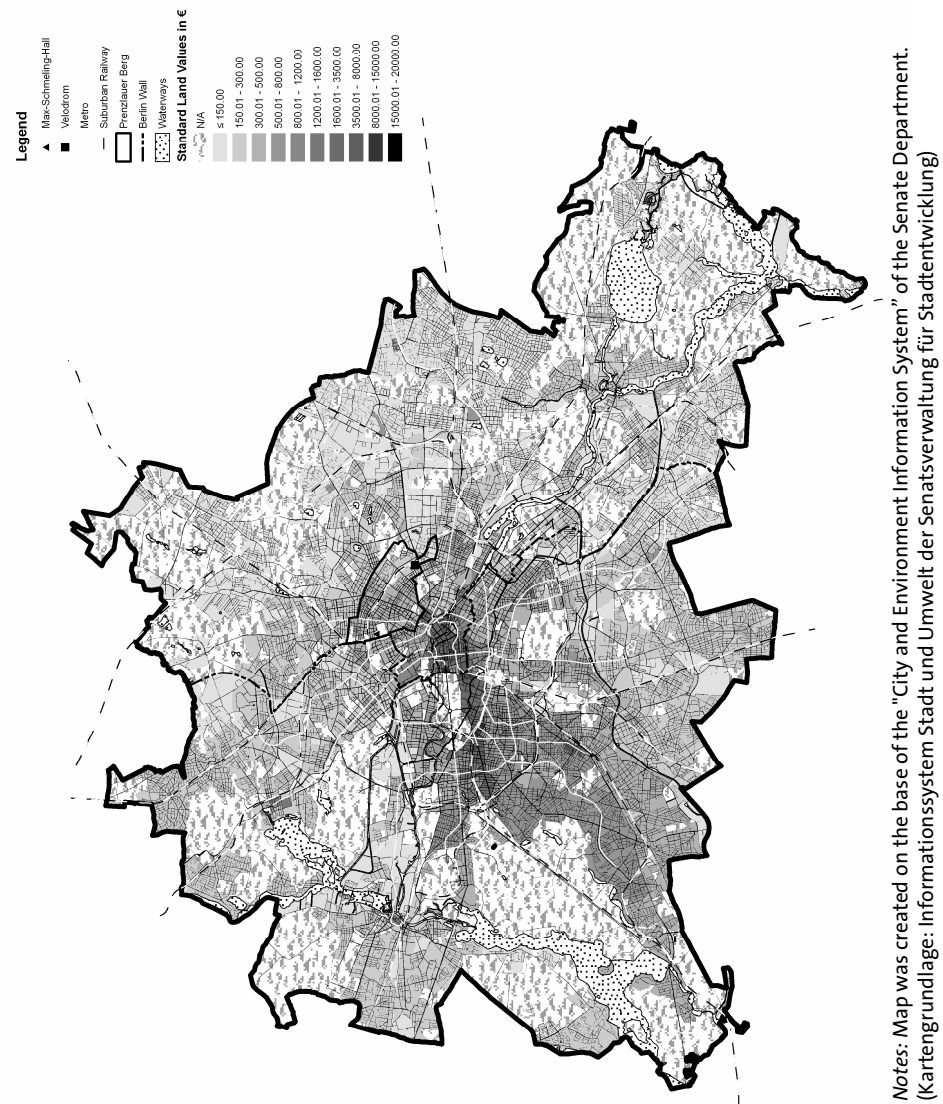 Legend
Max-Schmeling-Hall
Velodrom
Metro
Suburban Railway
Prenzlauer Berg
Berlin Wall
Waterways
Standard Land Values in €
N/A
≤ 150.00
150.01 - 300.00
300.01 - 500.00
500.01 - 800.00
800.01 - 1200.00
1200.01 - 1600.00
1600.01 - 3500.00
3500.01 - 8000.00
8000.01 - 15000.00
15000.01 - 20000.00
Notes: Map was created on the base of the "City and Environment Information System” of the Senate Department.
(Kartengrundlage: Informationssystem Stadt und Umwelt der Senatsverwaltung für Stadtentwicklung)